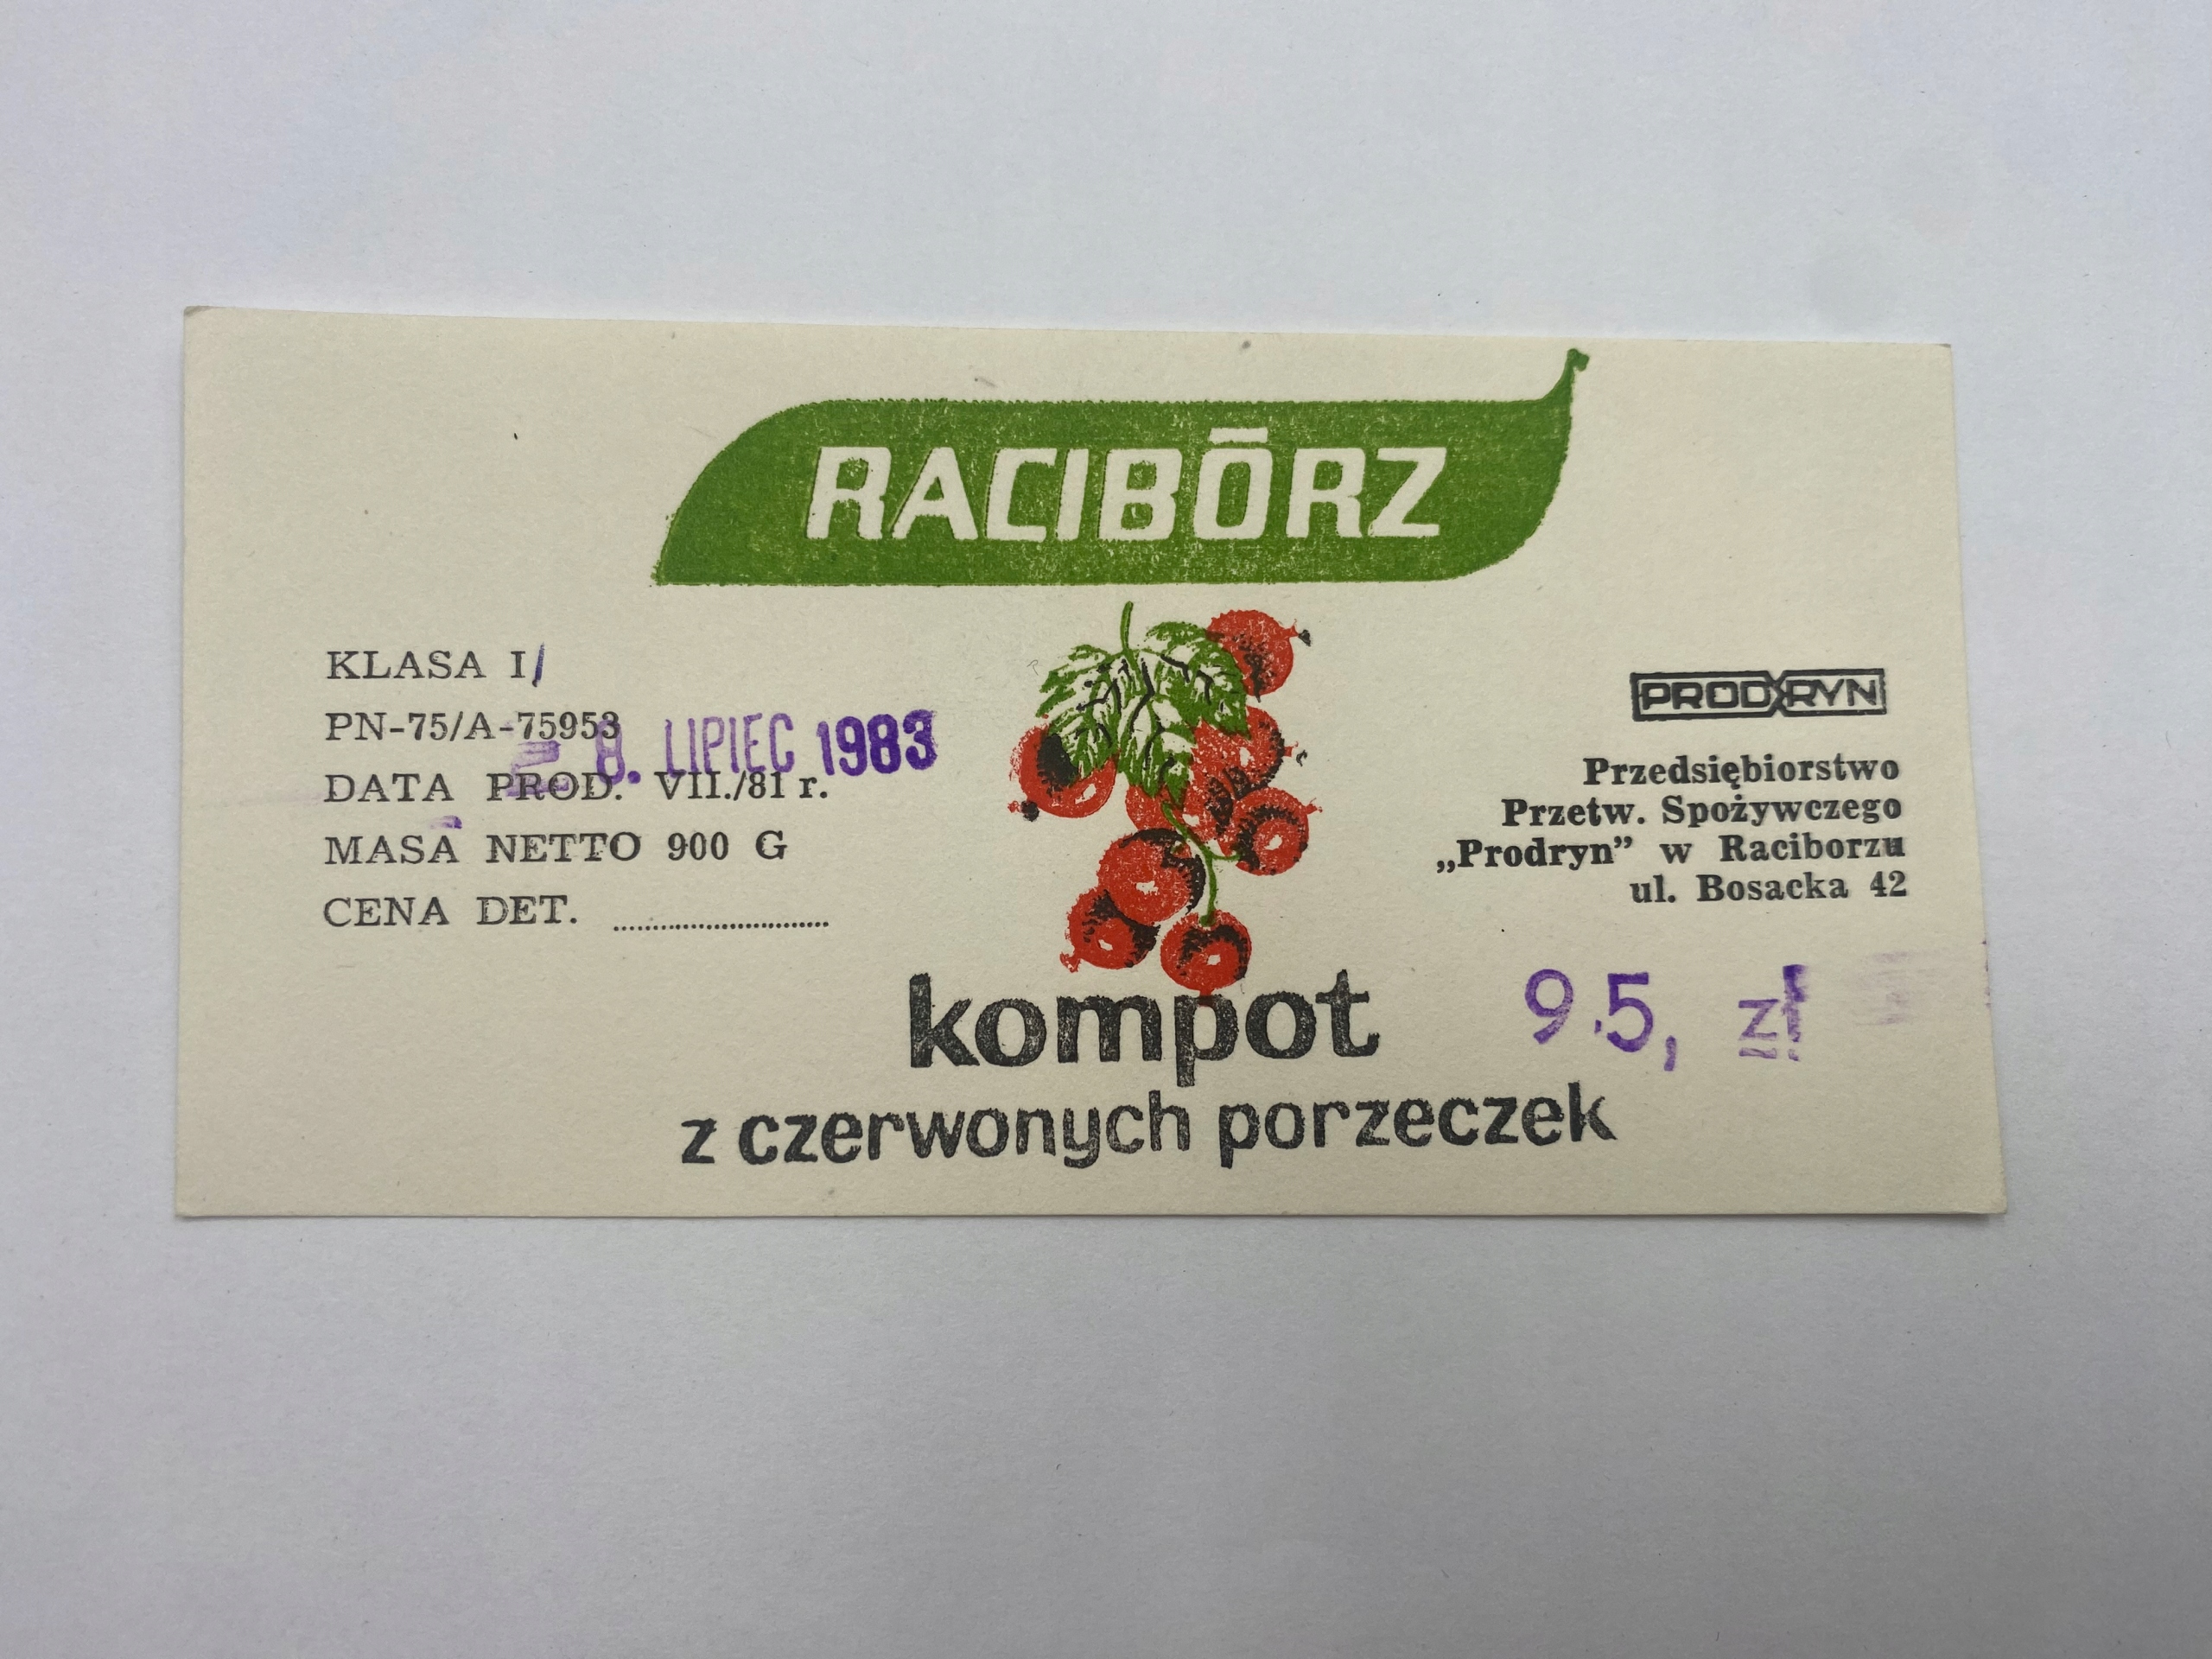 RACIBÓRZ
KLASA I/
PN-75/A-75953
8. LIPIEC 1983
DATA PROD. VII./81 r.
MASA NETTO 900 G
CENA DET. ....................
PRODRYN
Przedsiębiorstwo
Przetw. Spożywczego
„Prodryn” w Raciborzu
ul. Bosacka 42
kompot
95, zł
z czerwonych porzeczek